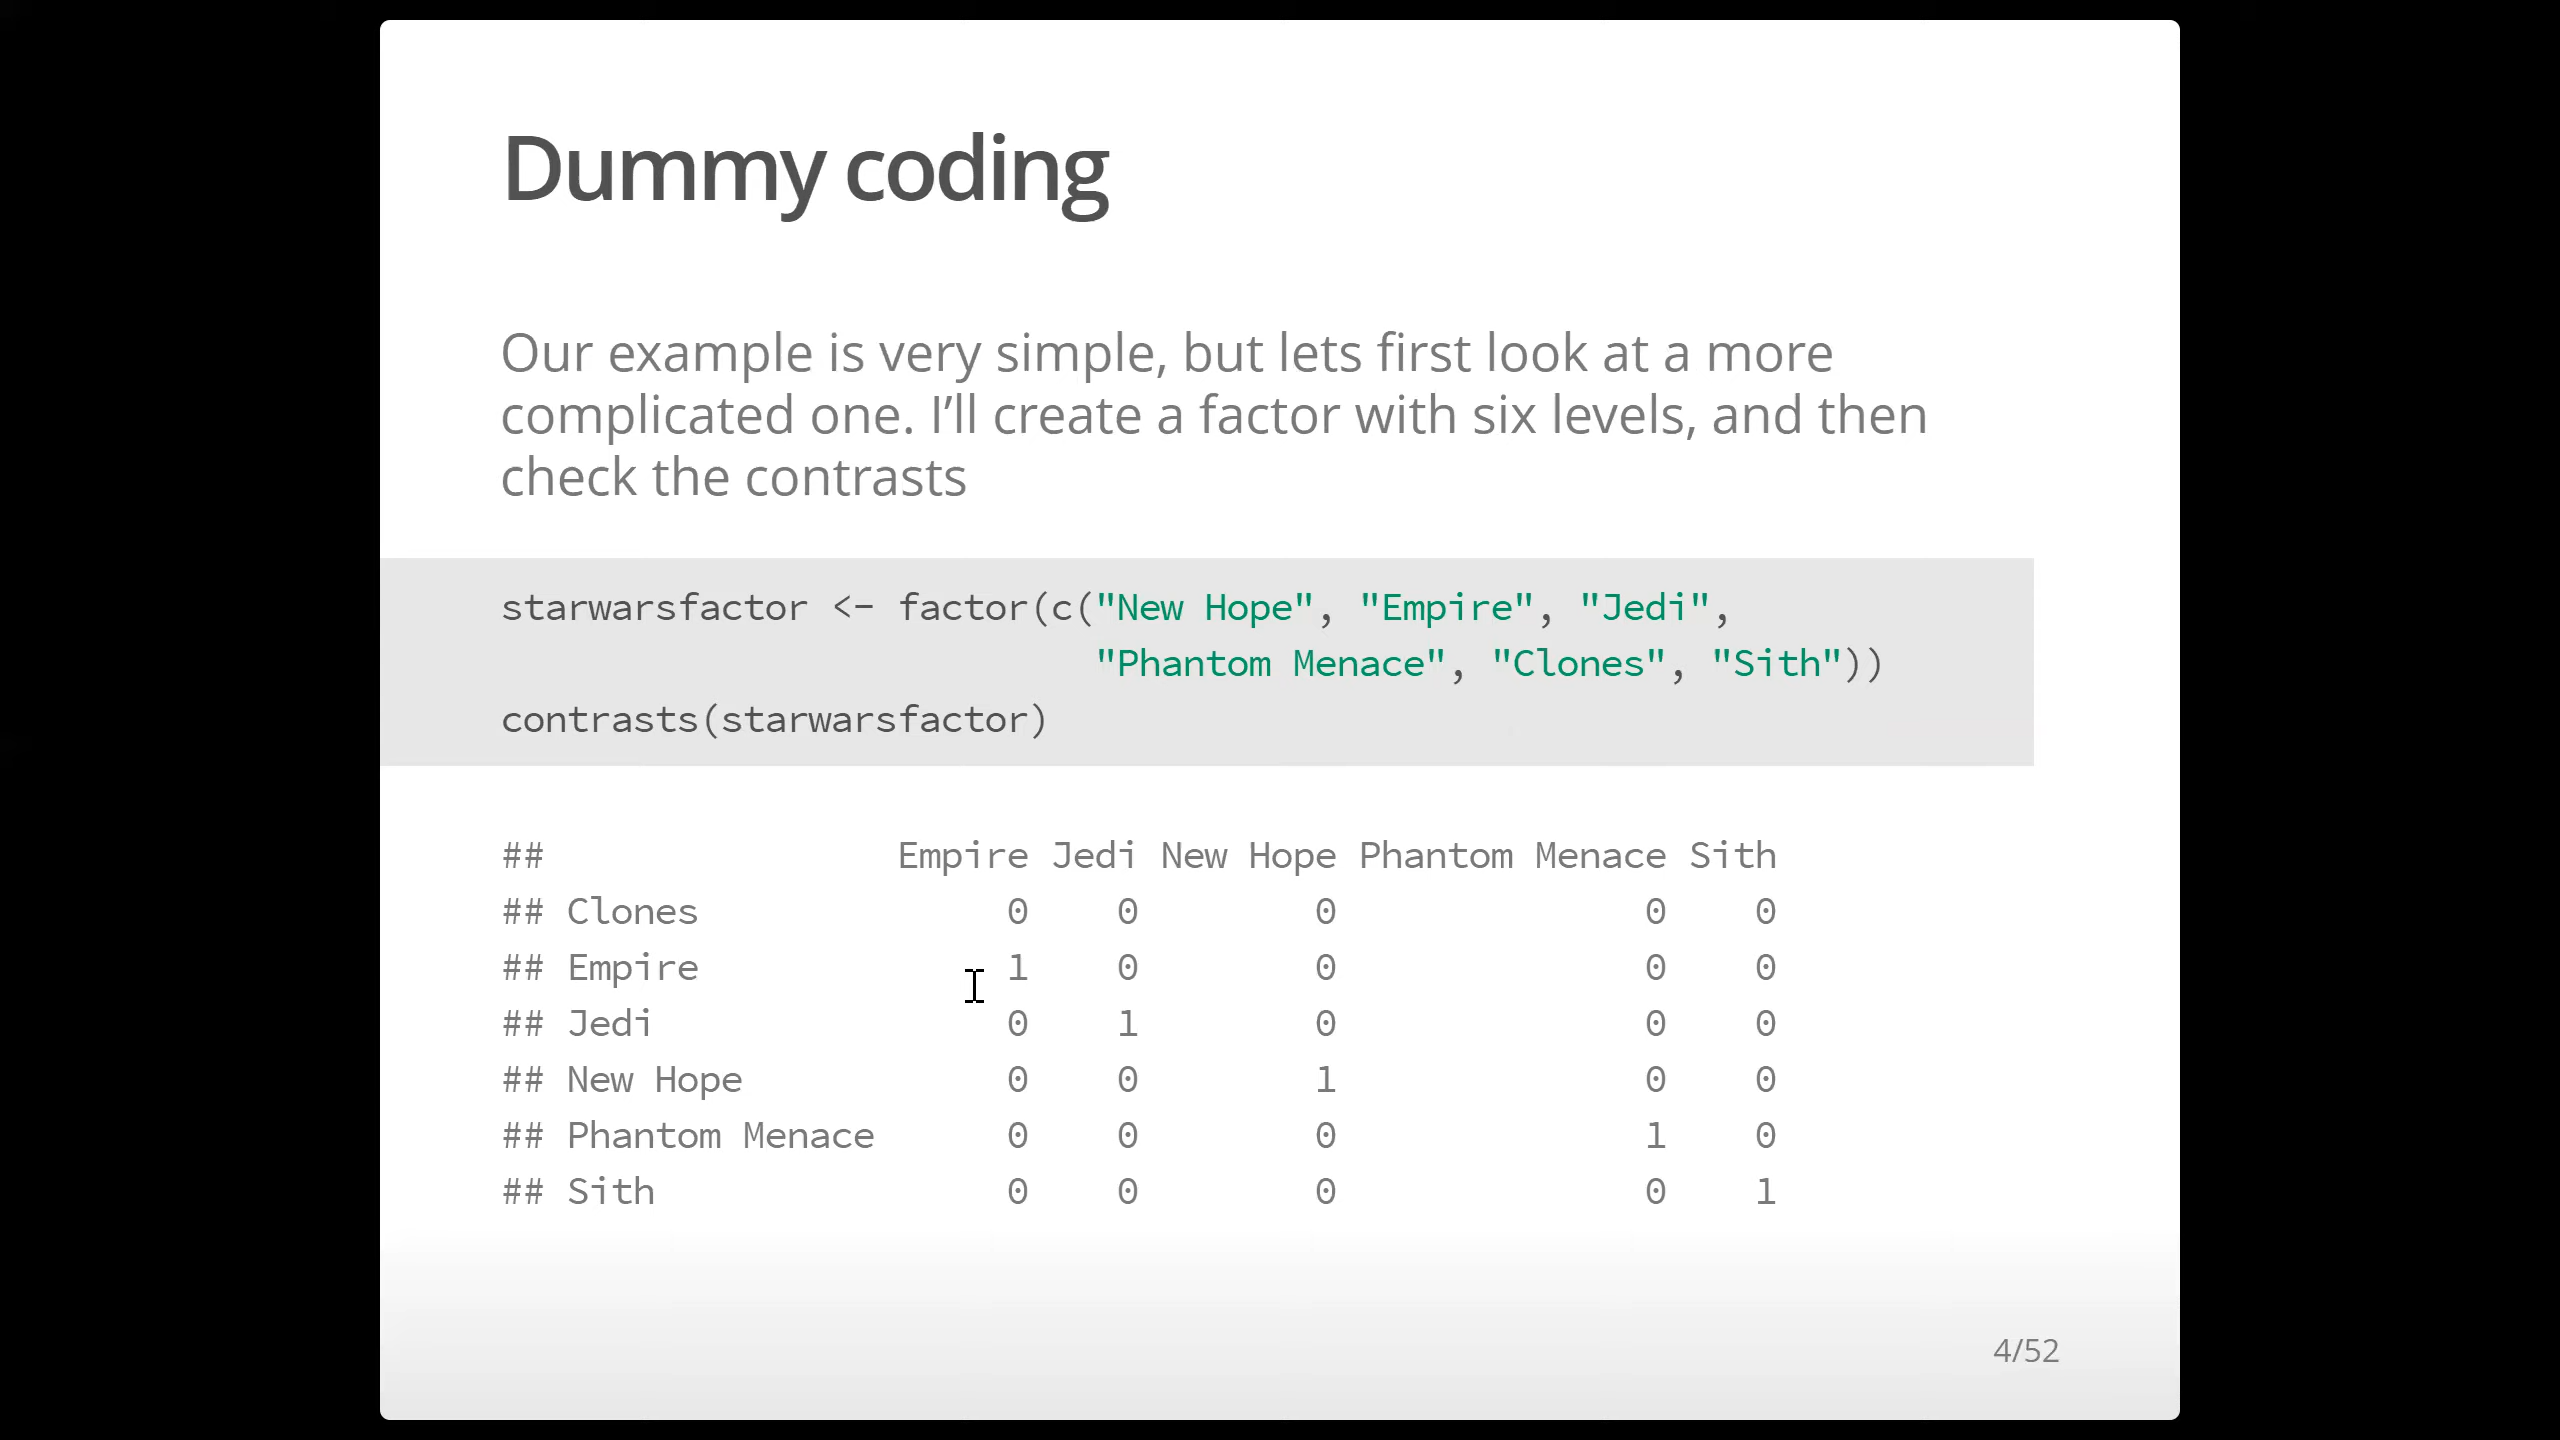 Dummy coding
Our example is very simple, but lets first look at a more
complicated one. I’ll create a factor with six levels, and then
check the contrasts
starwarsfactor <- factor(c("New Hope", "Empire", "Jedi",
                           "Phantom Menace", "Clones", "Sith"))
contrasts(starwarsfactor)
##                Empire Jedi New Hope Phantom Menace Sith
## Clones              0    0        0              0    0
## Empire              1    0        0              0    0
## Jedi                0    1        0              0    0
## New Hope            0    0        1              0    0
## Phantom Menace      0    0        0              1    0
## Sith                0    0        0              0    1
4/52